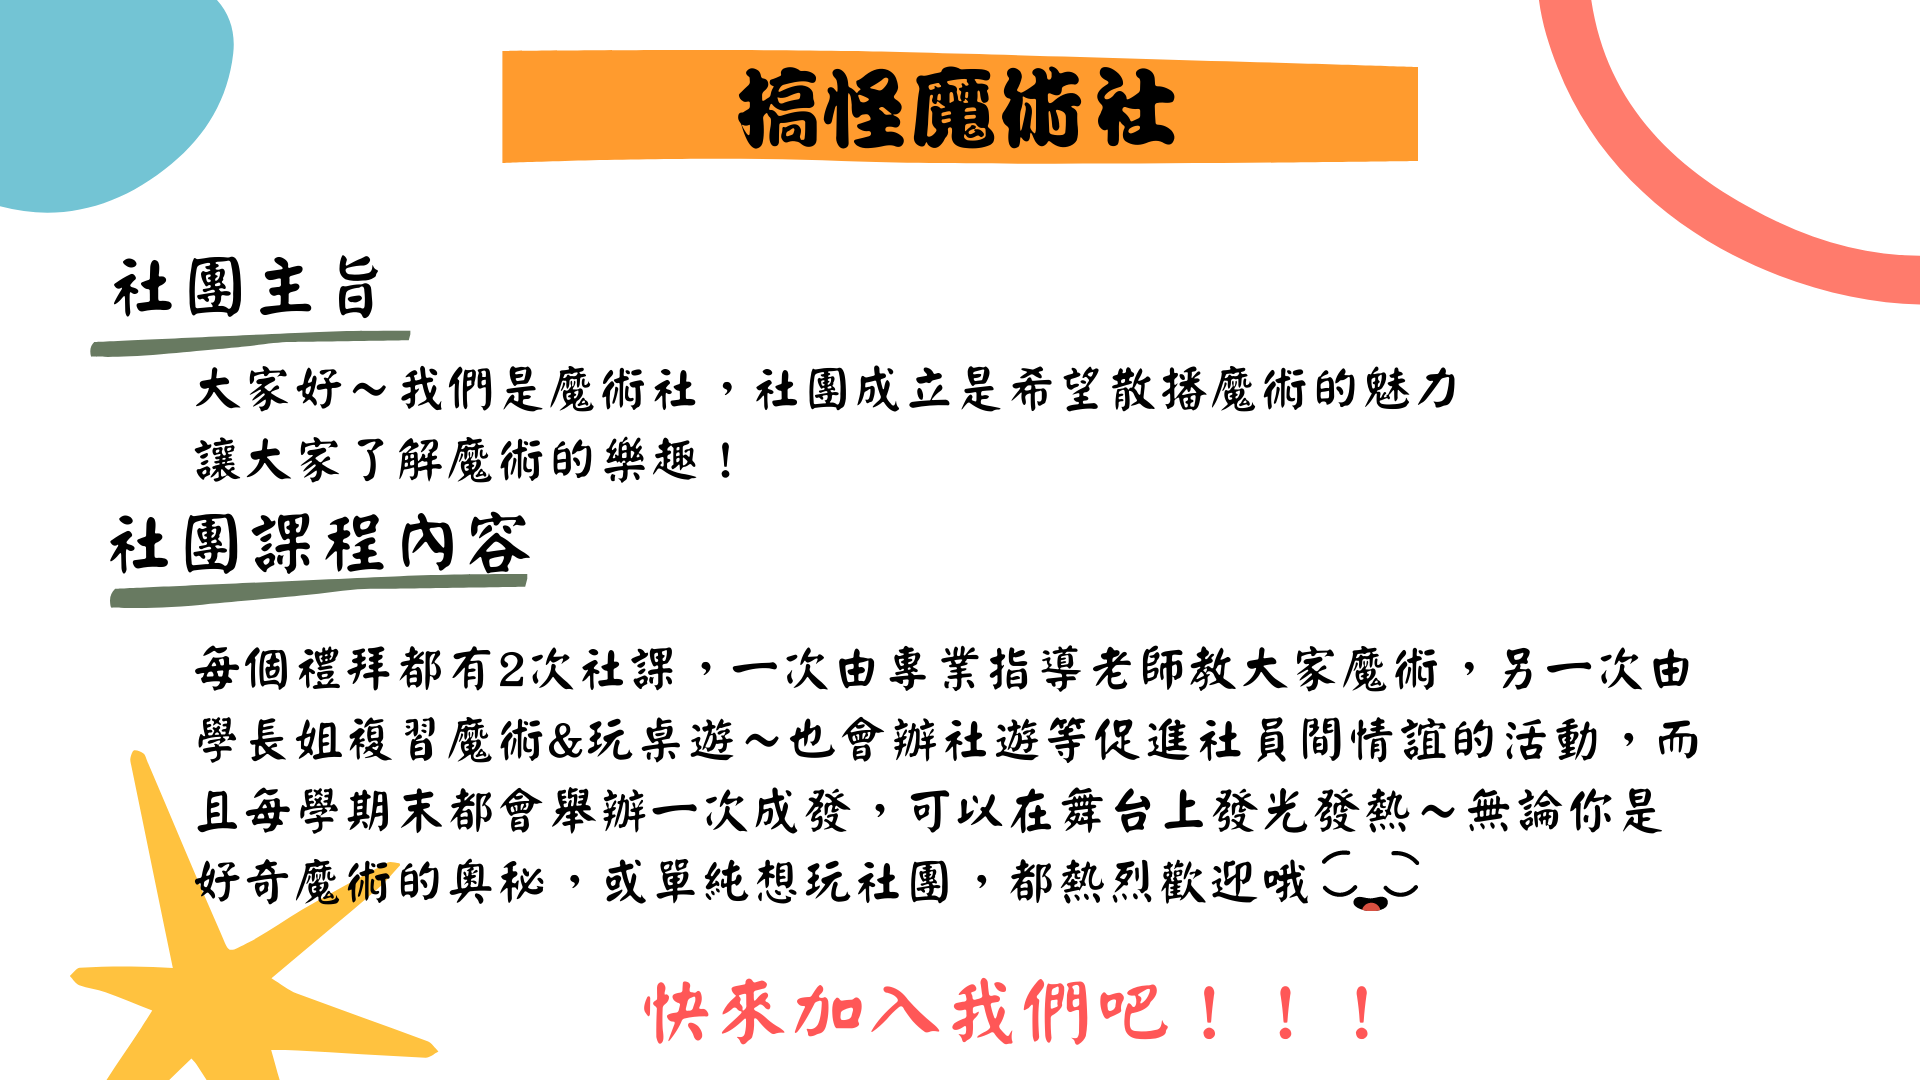 搞怪魔術社
社團主旨
大家好～我們是魔術社，社團成立是希望散播魔術的魅力
讓大家了解魔術的樂趣！
社團課程內容
每個禮拜都有2次社課，一次由專業指導老師教大家魔術，另一次由
學長姐複習魔術&玩桌遊～也會辦社遊等促進社員間情誼的活動，而
且每學期末都會舉辦一次成發，可以在舞台上發光發熱～無論你是
好奇魔術的奧秘，或單純想玩社團，都熱烈歡迎哦
快來加入我們吧！！！